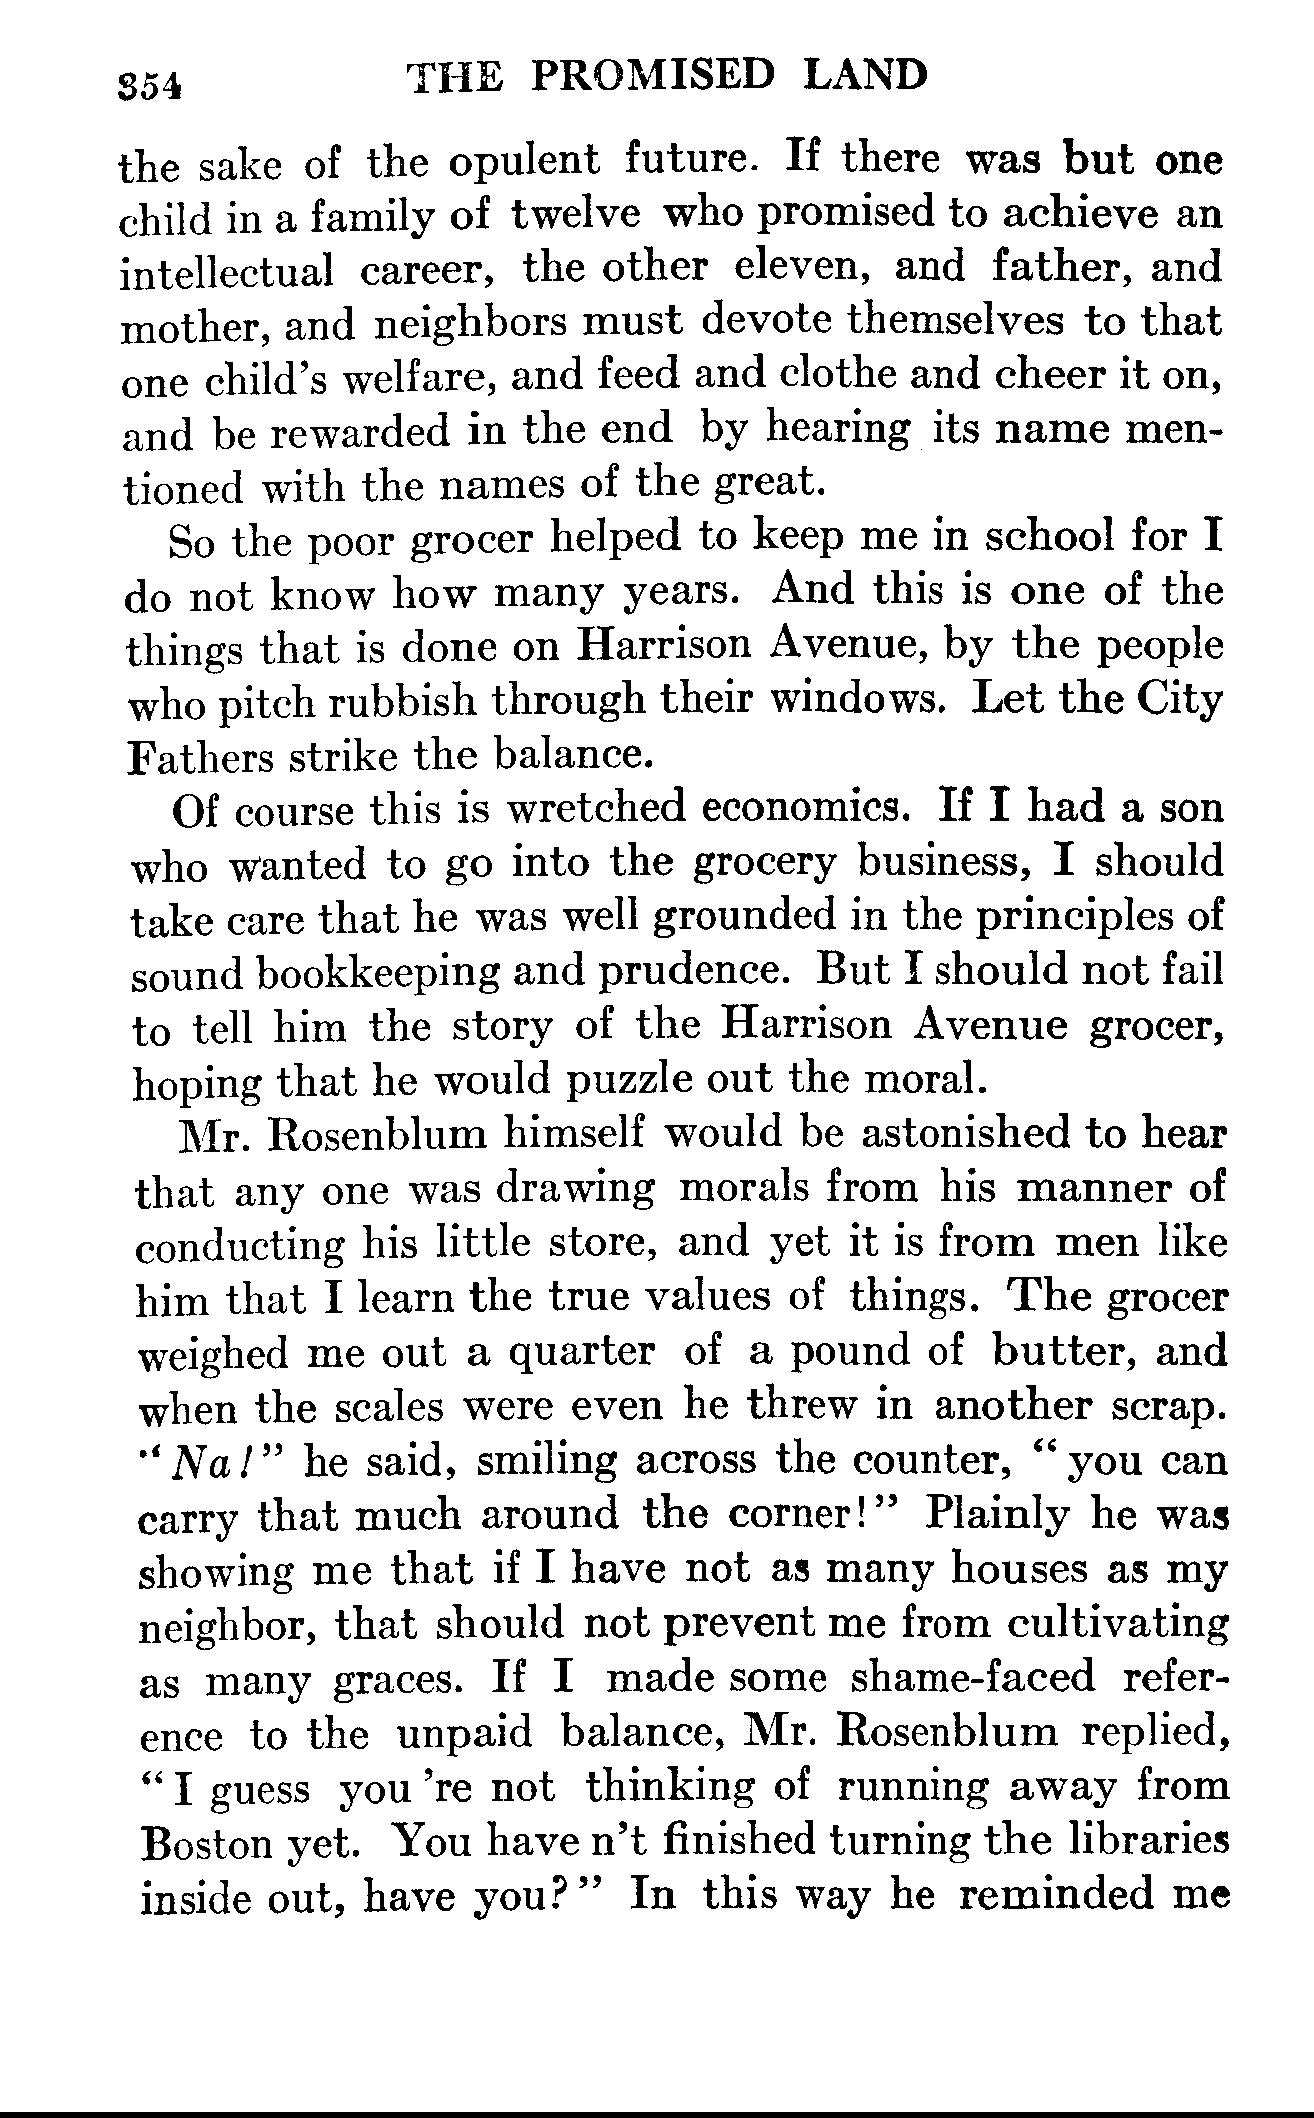 354 THE PROMISED LAND
the sake of the opulent future. If there was but one
child in a family of twelve who promised to achieve an
intellectual career, the other eleven, and father, and
mother, and neighbors must devote themselves to that
one child's welfare, and feed and clothe and cheer it on,
and be rewarded in the end by hearing its name men-
tioned with the names of the great.
So the poor grocer helped to keep me in school for I
do not know how many years. And this is one of the
things that is done on Harrison Avenue, by the people
who pitch rubbish through their windows. Let the City
Fathers strike the balance.
Of course this is wretched economics. If I had a son
who wanted to go into the grocery business, I should
take care that he was well grounded in the principles of
sound bookkeeping and prudence. But I should not fail
to tell him the story of the Harrison Avenue grocer,
hoping that he would puzzle out the moral.
Mr. Rosenblum himself would be astonished to hear
that any one was drawing morals from his manner of
conducting his little store, and yet it is from men like
him that I learn the true values of things. The grocer
weighed me out a quarter of a pound of butter, and
when the scales were even he threw in another scrap.
"Na!" he said, smiling across the counter, "you can
carry that much around the corner!" Plainly he was
showing me that if I have not as many houses as my
neighbor, that should not prevent me from cultivating
as many graces. If I made some shame-faced refer-
ence to the unpaid balance, Mr. Rosenblum replied,
"I guess you 're not thinking of running away from
Boston yet. You have n't finished turning the libraries
inside out, have you?" In this way he reminded me